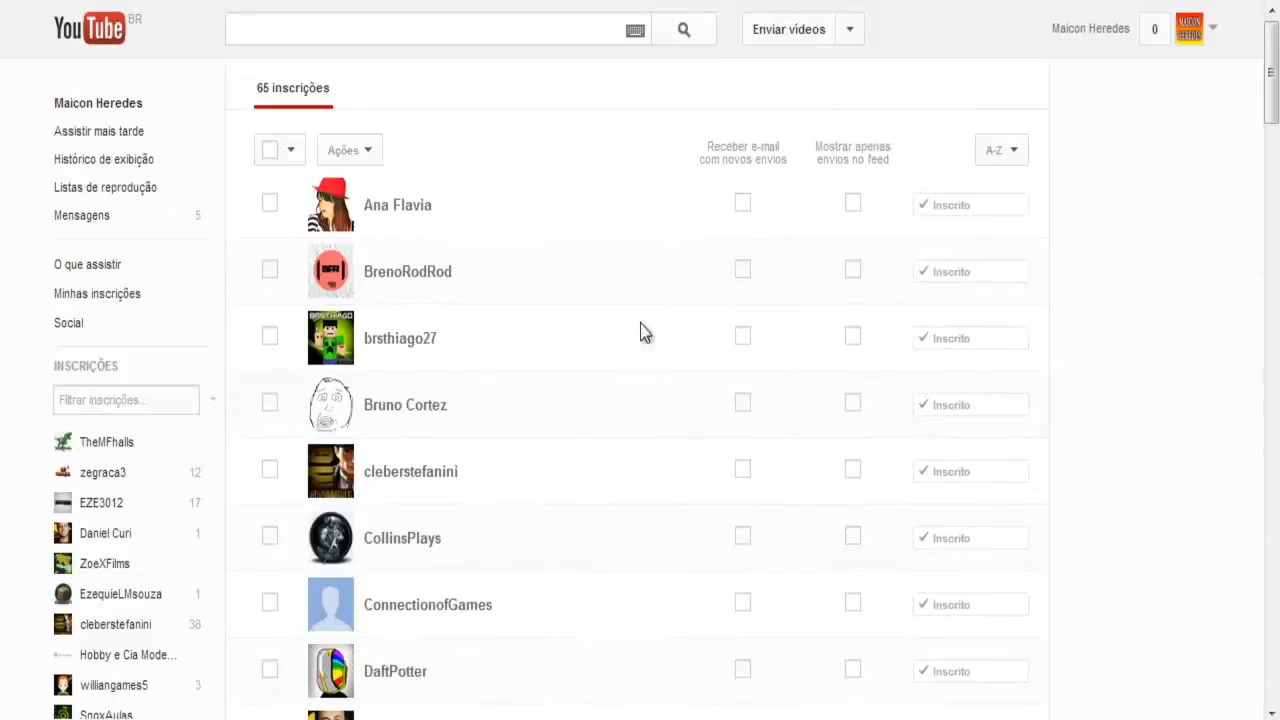 YouTube BR
Enviar vídeos
Maicon Heredes
0
MAICON
HEREDES
Maicon Heredes
Assistir mais tarde
Histórico de exibição
Listas de reprodução
Mensagens 5
O que assistir
Minhas inscrições
Social
INSCRIÇÕES
Filtrar inscrições...
TheMFhalls
zegraca3 12
EZE3012 17
Daniel Curi 1
ZoeXFilms
EzequieLMsouza 1
cleberstefanini 38
Hobby e Cia Mode...
williangames5 3
SnoxAulas
65 inscrições
Ações
Receber e-mail
com novos envios
Mostrar apenas
envios no feed
A-Z
Ana Flavia
Inscrito
BrenoRodRod
Inscrito
BRSTHIAGO
brsthiago27
Inscrito
Bruno Cortez
Inscrito
cleberstefanini
Inscrito
CollinsPlays
Inscrito
ConnectionofGames
Inscrito
DaftPotter
Inscrito